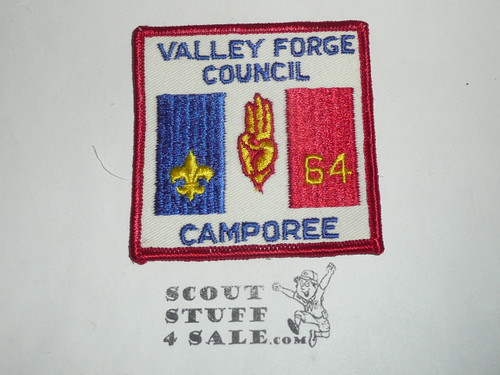 VALLEY FORGE
COUNCIL
64
CAMPOREE
SCOUT
STUFF
4 SALE.com